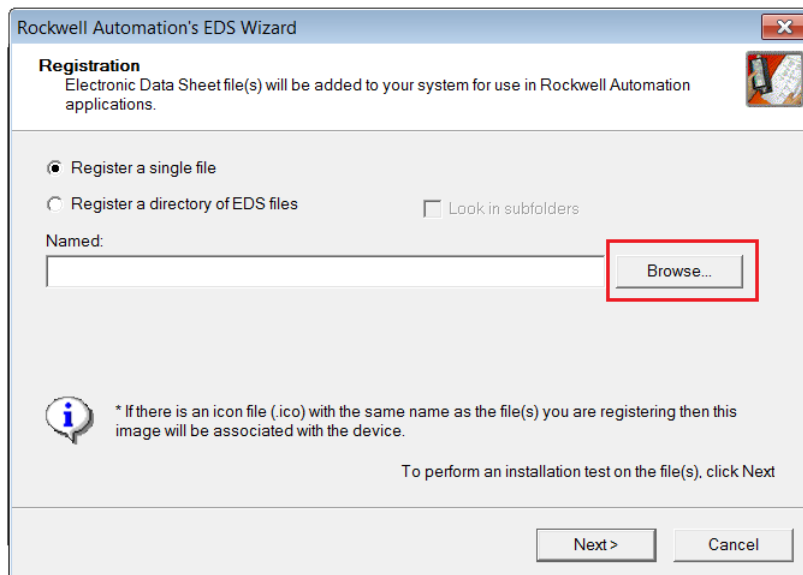 Rockwell Automation's EDS Wizard
Registration
Electronic Data Sheet file(s) will be added to your system for use in Rockwell Automation
applications.
Register a single file
Register a directory of EDS files
Look in subfolders
Named:
Browse...
* If there is an icon file (.ico) with the same name as the file(s) you are registering then this
image will be associated with the device.
To perform an installation test on the file(s), click Next
Next >
Cancel